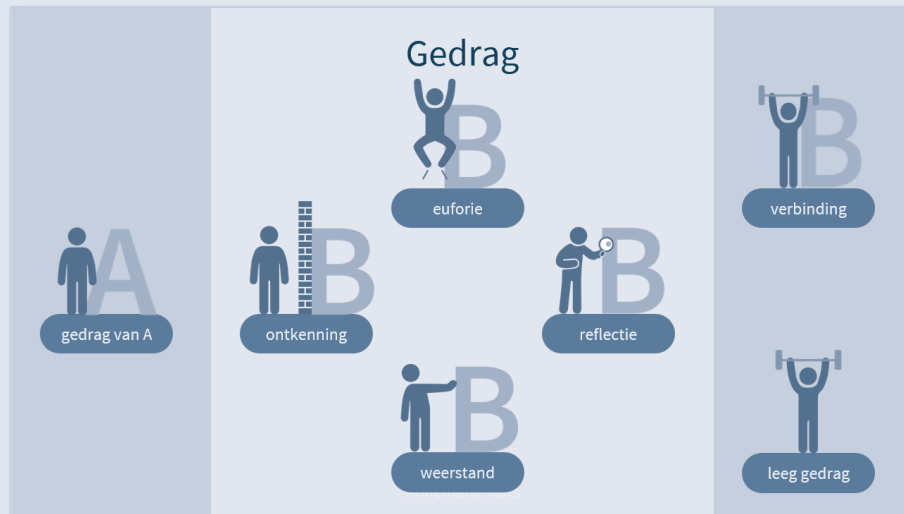 Gedrag
B
euforie
B
verbinding
A
gedrag van A
B
ontkenning
B
reflectie
B
weerstand
leeg gedrag